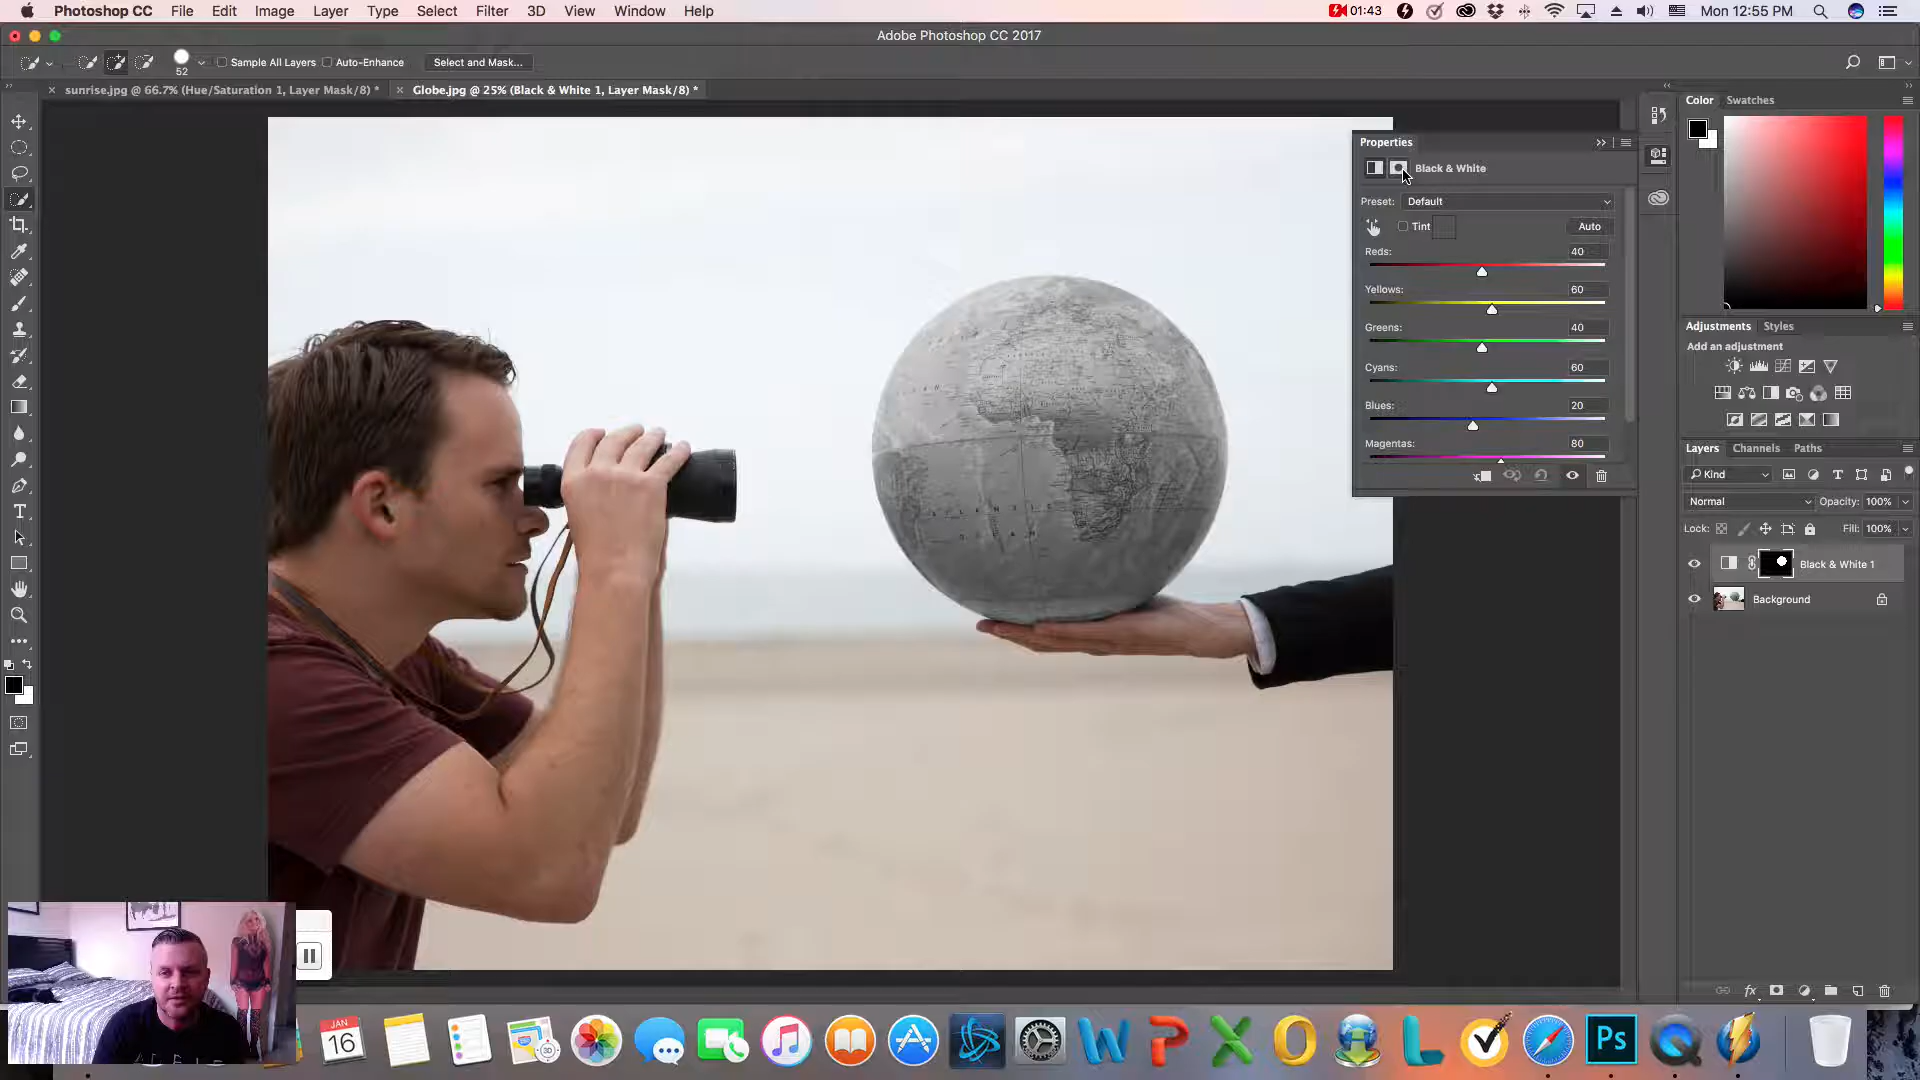 Photoshop CC File Edit Image Layer Type Select Filter 3D View Window Help 01:43 Mon 12:55 PM
Adobe Photoshop CC 2017
52 Sample All Layers Auto-Enhance Select and Mask...
sunrise.jpg @ 66.7% (Hue/Saturation 1, Layer Mask/8) * Globe.jpg @ 25% (Black & White 1, Layer Mask/8) *
Color Swatches
Properties
Black & White
Preset: Default
Tint Auto
Reds: 40
Yellows: 60
Greens: 40
Cyans: 60
Blues: 20
Magentas: 80
Adjustments Styles
Add an adjustment
Layers Channels Paths
Kind
Normal Opacity: 100%
Lock: Fill: 100%
Black & White 1
Background
JAN
16
3D
Ps